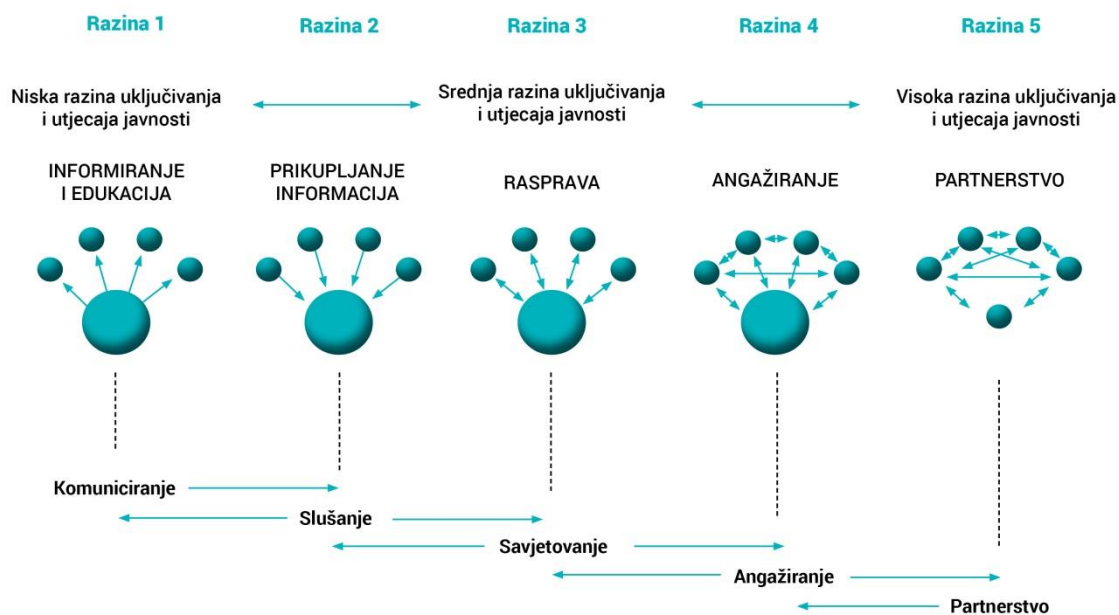 Razina 1
Razina 2
Razina 3
Razina 4
Razina 5
Niska razina uključivanja
i utjecaja javnosti
Srednja razina uključivanja
i utjecaja javnosti
Visoka razina uključivanja
i utjecaja javnosti
INFORMIRANJE
I EDUKACIJA
PRIKUPLJANJE
INFORMACIJA
RASPRAVA
ANGAŽIRANJE
PARTNERSTVO
Komuniciranje
Slušanje
Savjetovanje
Angažiranje
Partnerstvo